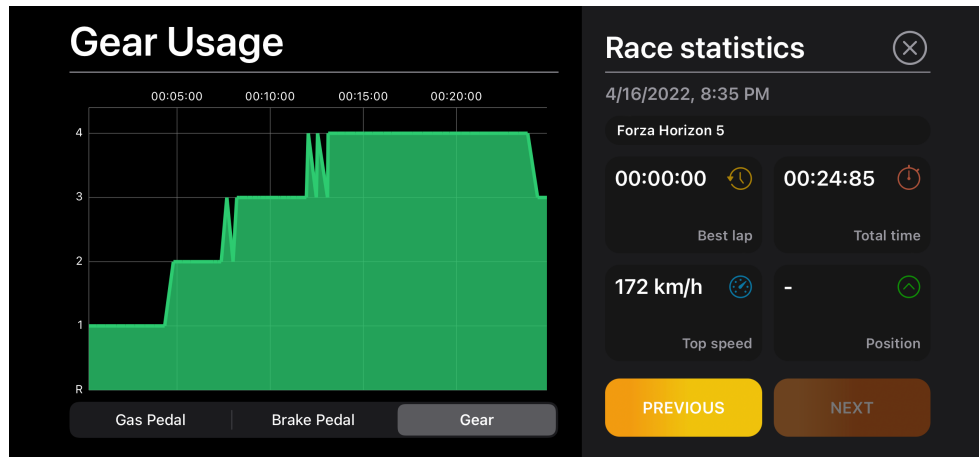 Gear Usage
00:05:00 00:10:00 00:15:00 00:20:00
4
3
2
1
R
Gas Pedal Brake Pedal Gear
Race statistics
4/16/2022, 8:35 PM
Forza Horizon 5
00:00:00
Best lap
00:24:85
Total time
172 km/h
Top speed
-
Position
PREVIOUS
NEXT